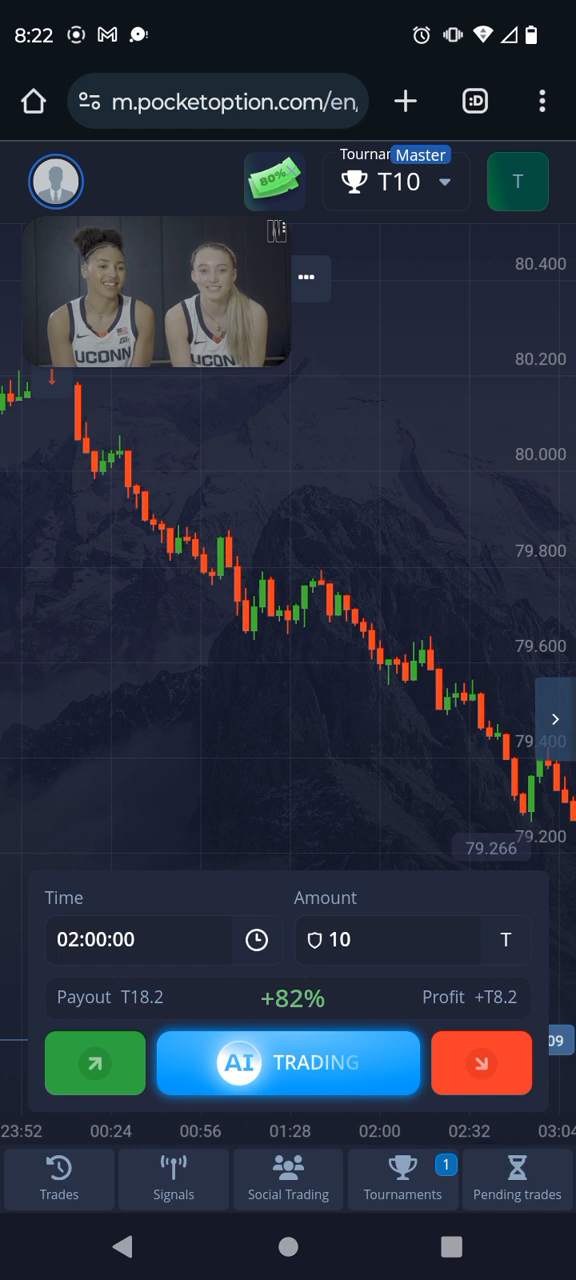 8:22
m.pocketoption.com/en
80%
Tournar
Master
T10
T
UCONN
UCONN
80.400
80.200
80.000
79.800
79.600
79.400
79.200
79.266
Time
Amount
02:00:00
10
T
Payout T18.2
+82%
Profit +T8.2
AI TRADING
09
23:52
00:24
00:56
01:28
02:00
02:32
03:04
1
Trades
Signals
Social Trading
Tournaments
Pending trades